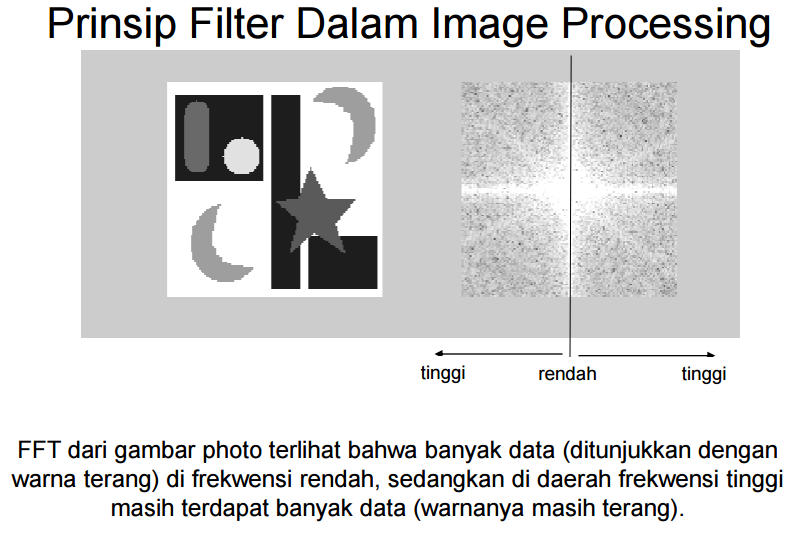 Prinsip Filter Dalam Image Processing
tinggi rendah tinggi
FFT dari gambar photo terlihat bahwa banyak data (ditunjukkan dengan
warna terang) di frekwensi rendah, sedangkan di daerah frekwensi tinggi
masih terdapat banyak data (warnanya masih terang).